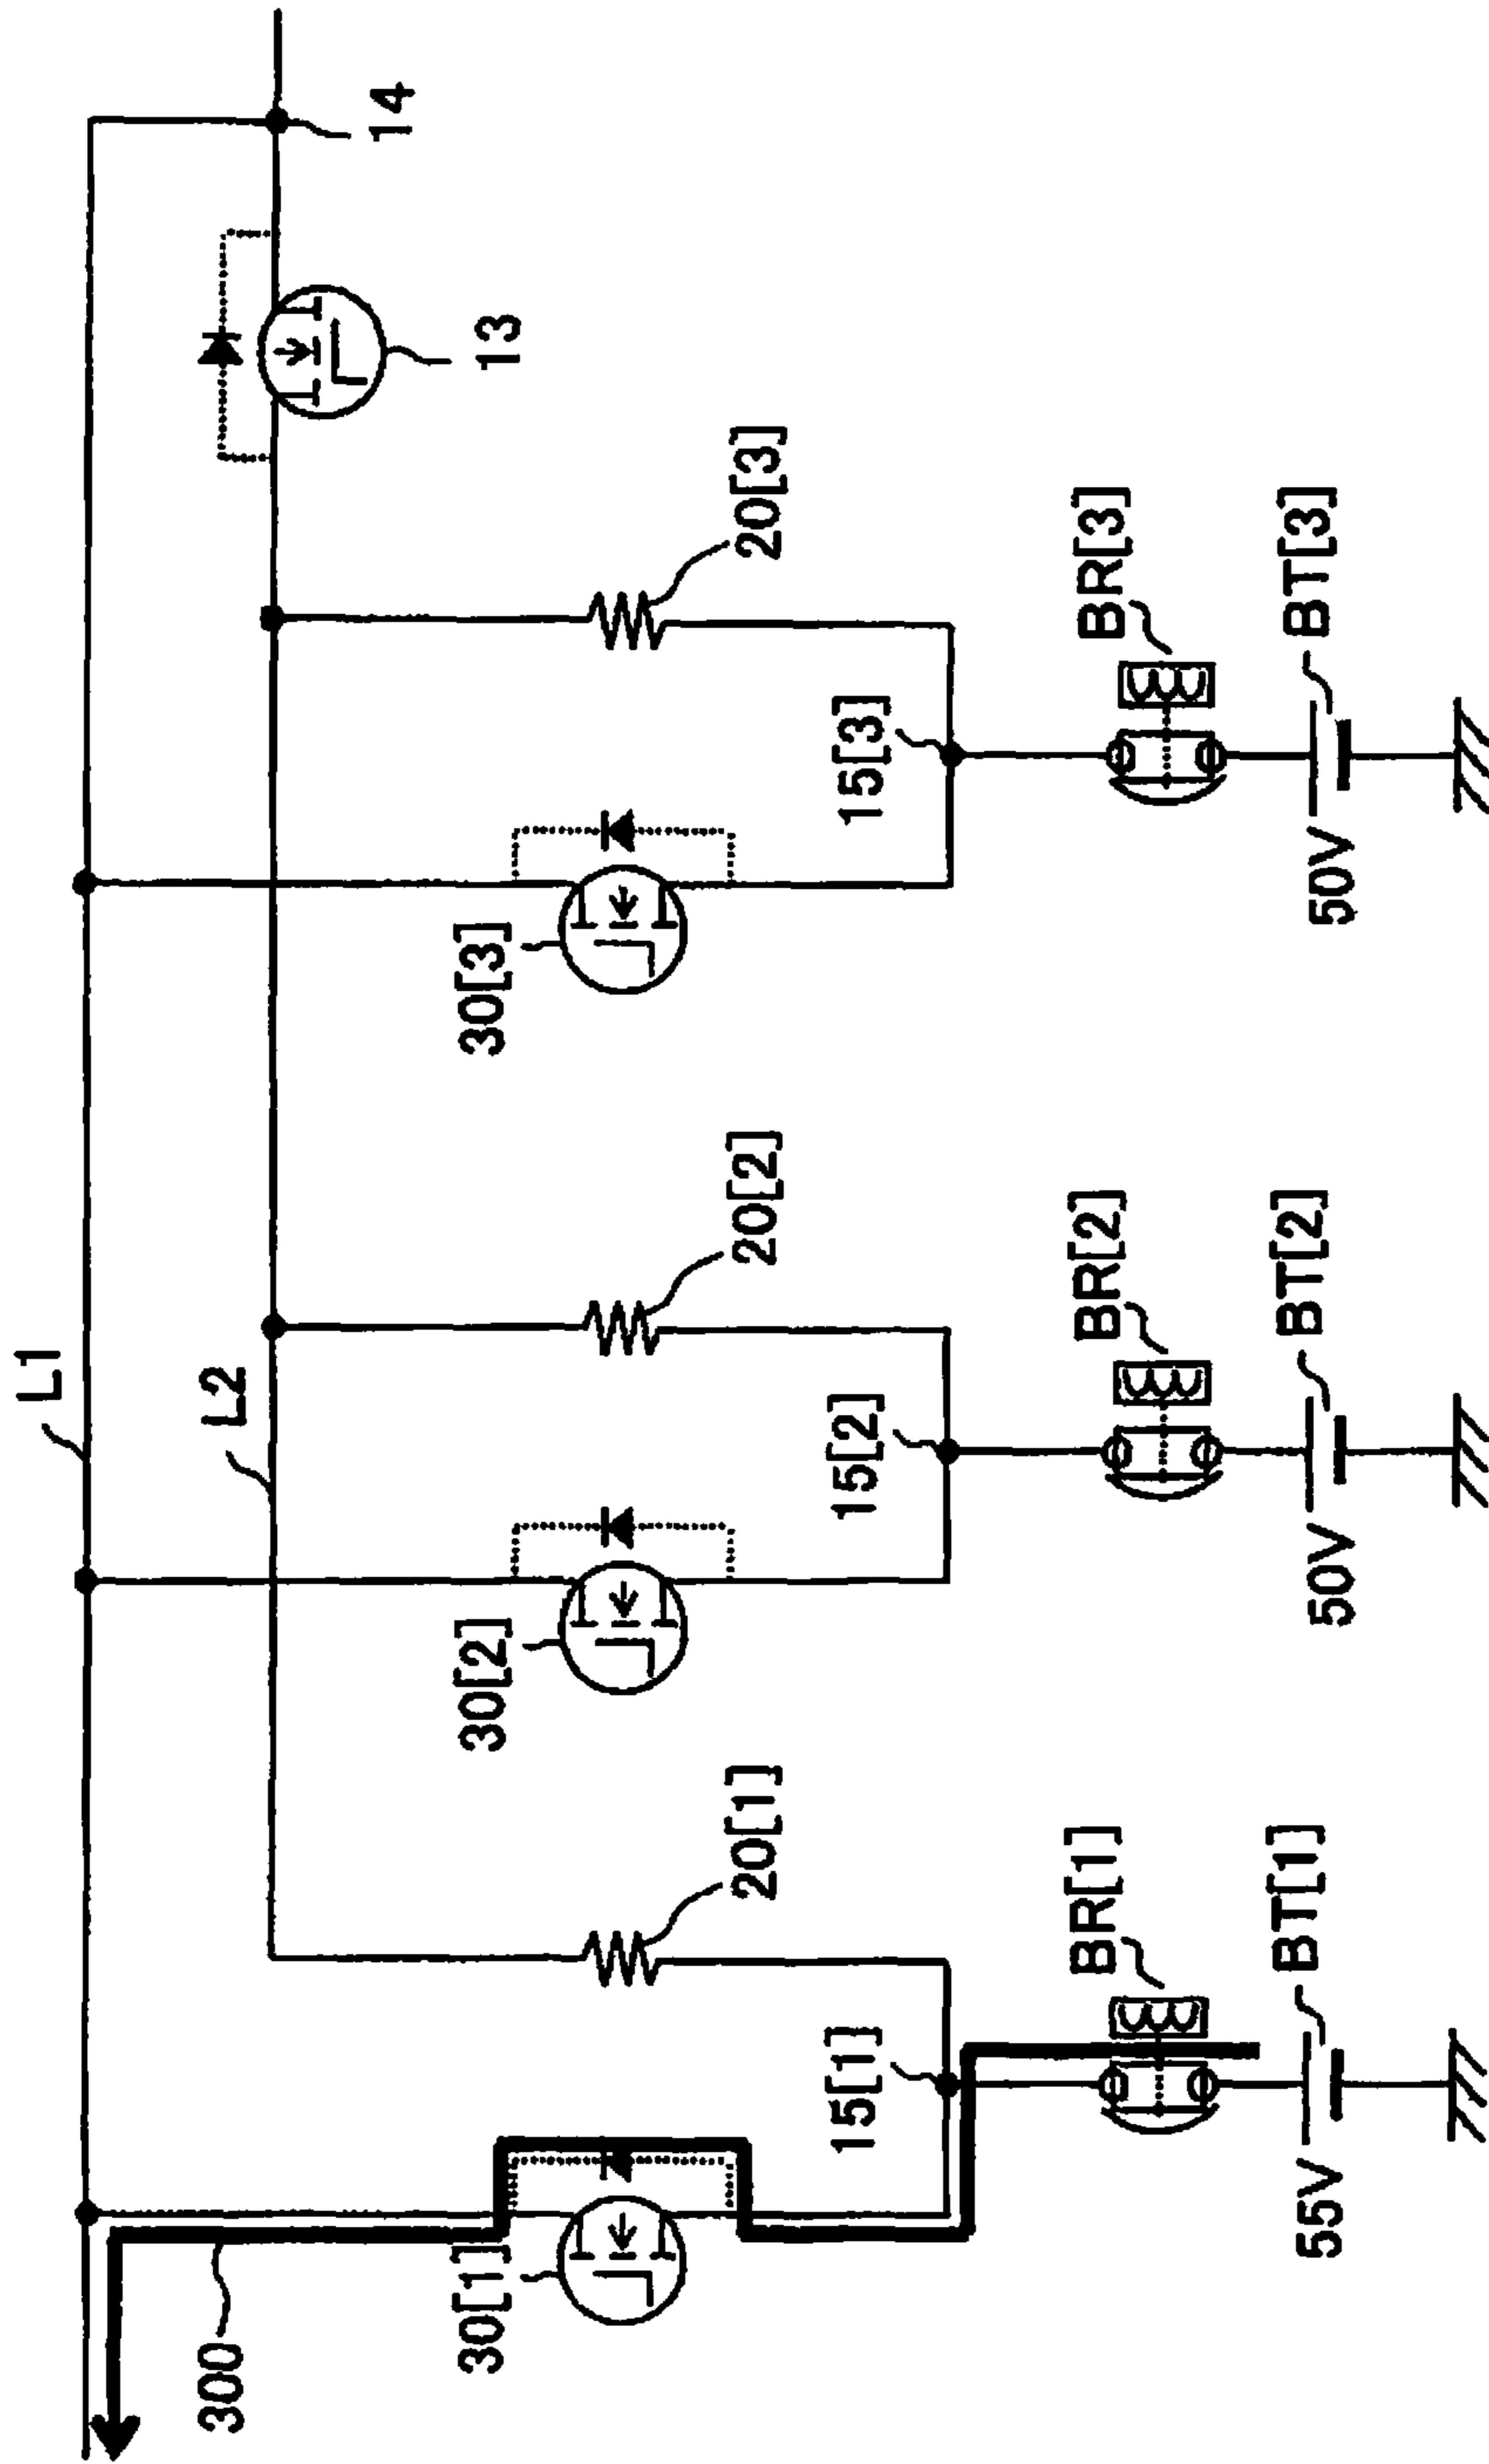 L1
L2
300
14
13
30[1]
20[1]
30[2]
20[2]
30[3]
20[3]
15[1]
15[2]
15[3]
BR[1]
BR[2]
BR[3]
55V
BT[1]
50V
BT[2]
50V
BT[3]